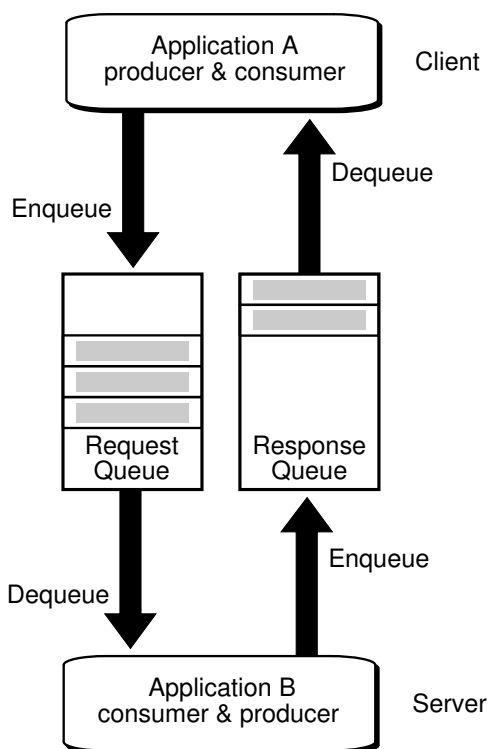 Application A
producer & consumer
Client
Dequeue
Enqueue
Request
Queue
Response
Queue
Enqueue
Dequeue
Application B
consumer & producer
Server